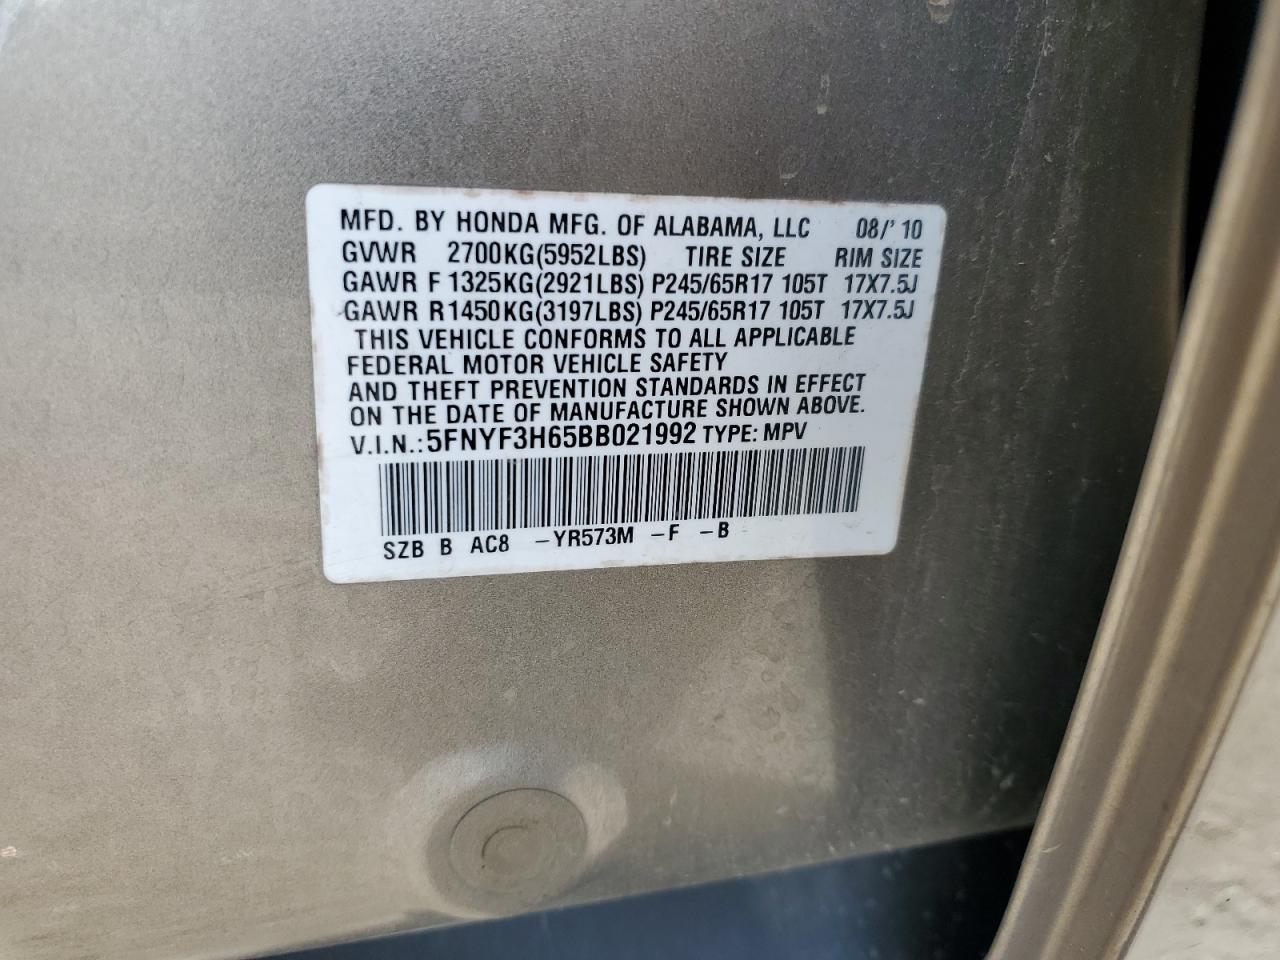 MFD. BY HONDA MFG. OF ALABAMA, LLC 08/'10
GVWR 2700KG(5952LBS) TIRE SIZE RIM SIZE
GAWR F 1325KG(2921LBS) P245/65R17 105T 17X7.5J
GAWR R1450KG(3197LBS) P245/65R17 105T 17X7.5J
THIS VEHICLE CONFORMS TO ALL APPLICABLE
FEDERAL MOTOR VEHICLE SAFETY
AND THEFT PREVENTION STANDARDS IN EFFECT
ON THE DATE OF MANUFACTURE SHOWN ABOVE.
V.I.N.: 5FNYF3H65BB021992 TYPE: MPV
SZB B AC8 -YR573M -F -B